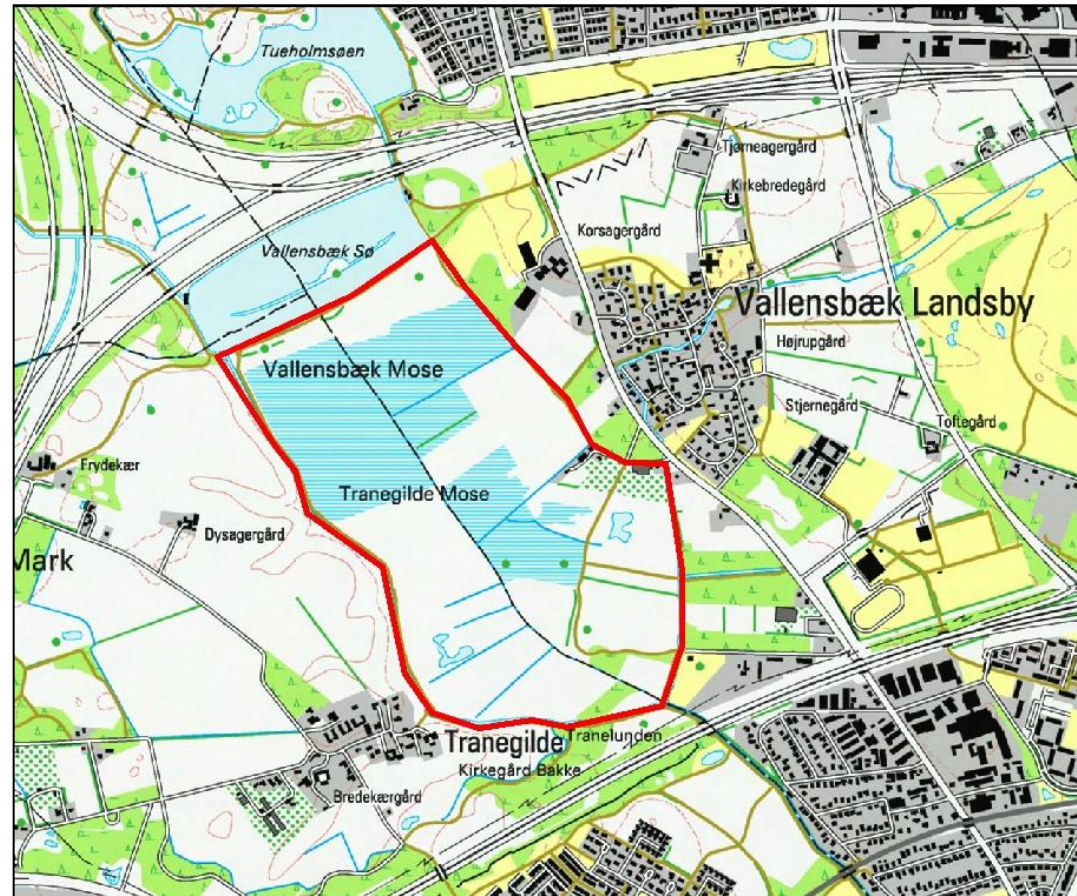 Tueholmsøen
Tjørneagergård
Kirkebredegård
Korsagergård
Vallensbæk Sø
Vallensbæk Landsby
Højrupgård
Vallensbæk Mose
Stjernegård
Toftegård
Frydekær
Tranegilde Mose
Dysagergård
Mark
Tranelunden
Tranegilde
Kirkegård Bakke
Bredekærgård